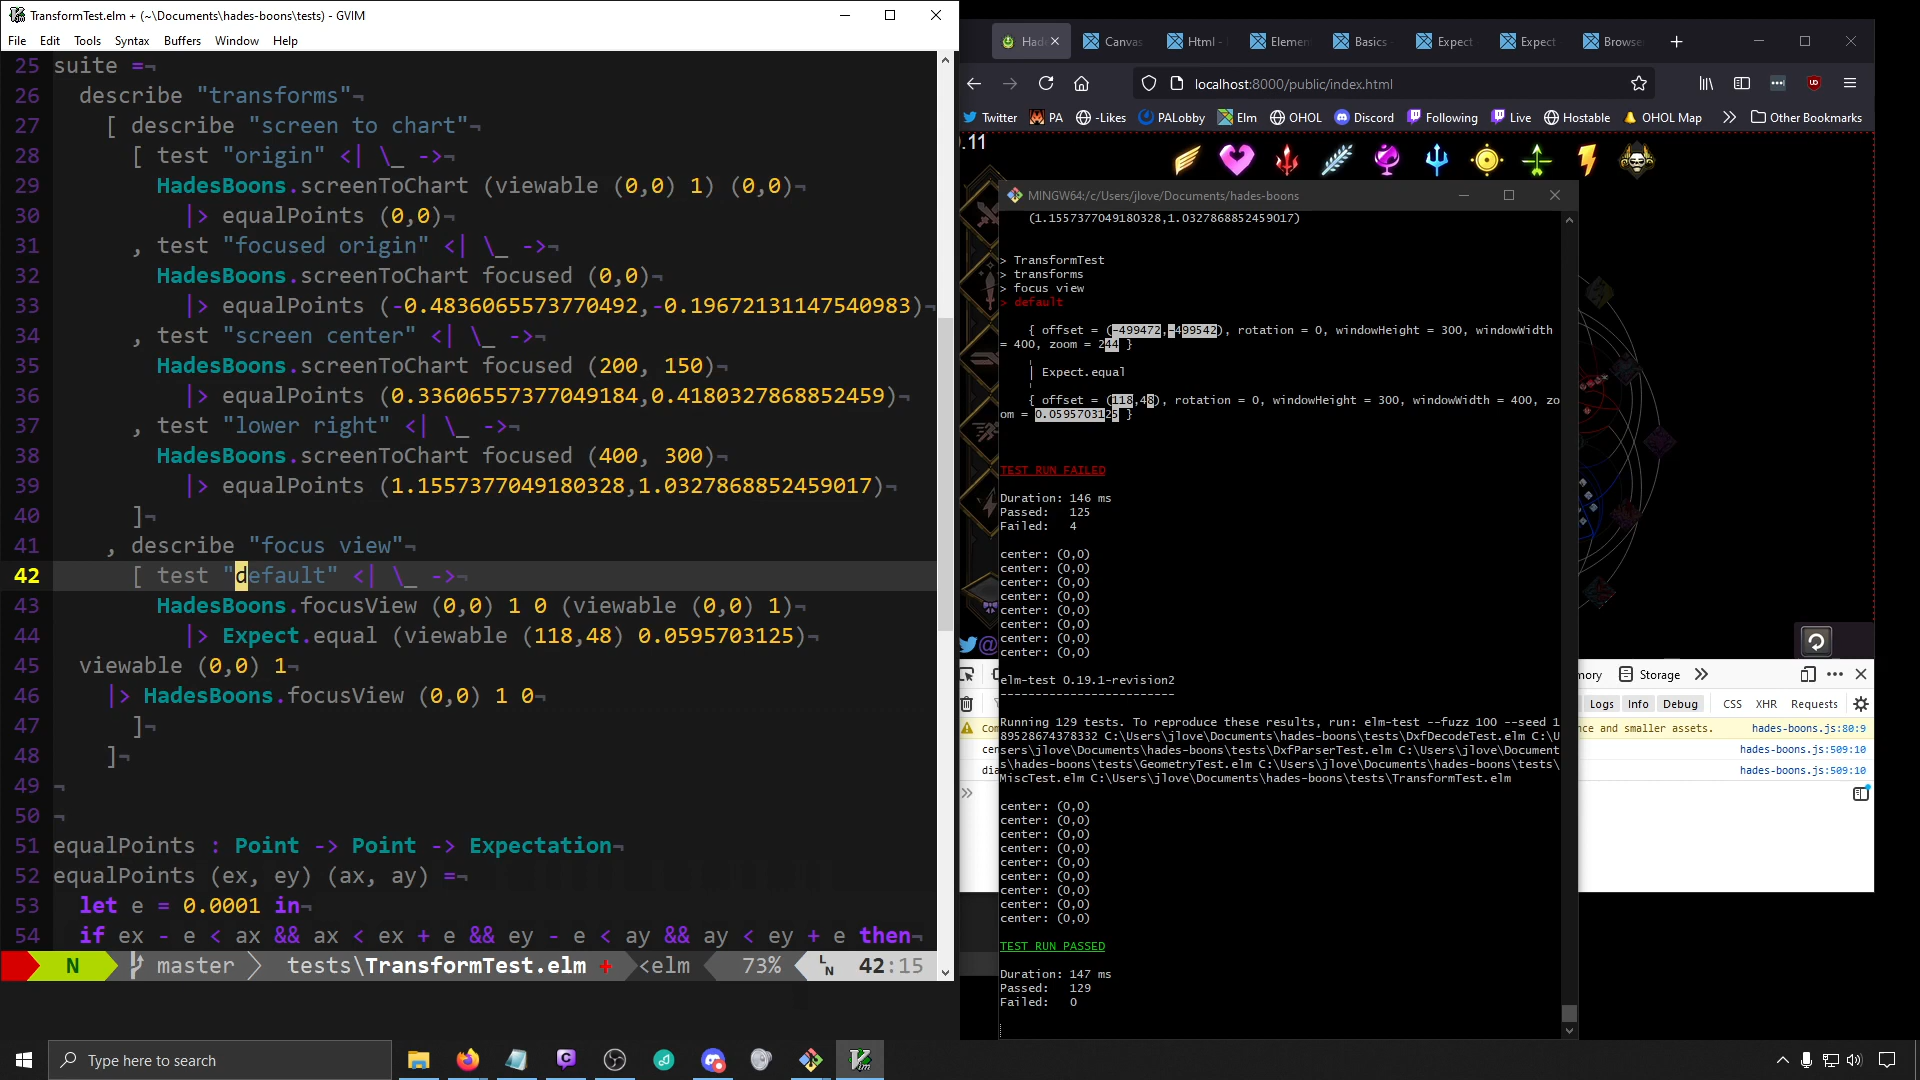 TransformTest.elm + (~\Documents\hades-boons\tests) - GVIM
File Edit Tools Syntax Buffers Window Help
25 suite =¬
26 describe "transforms"¬
27 [ describe "screen to chart"¬
28 [ test "origin" <| \_ ->¬
29 HadesBoons.screenToChart (viewable (0,0) 1) (0,0)¬
30 |> equalPoints (0,0)¬
31 , test "focused origin" <| \_ ->¬
32 HadesBoons.screenToChart focused (0,0)¬
33 |> equalPoints (-0.4836065573770492,-0.19672131147540983)¬
34 , test "screen center" <| \_ ->¬
35 HadesBoons.screenToChart focused (200, 150)¬
36 |> equalPoints (0.33606557377049184,0.41803278688524 59)¬
37 , test "lower right" <| \_ ->¬
38 HadesBoons.screenToChart focused (400, 300)¬
39 |> equalPoints (1.1557377049180328,1.0327868852459017)¬
40 ]¬
41 , describe "focus view"¬
42 [ test "default" <| \_ ->¬
43 HadesBoons.focusView (0,0) 1 0 (viewable (0,0) 1)¬
44 |> Expect.equal (viewable (118,48) 0.0595703125)¬
45 viewable (0,0) 1¬
46 |> HadesBoons.focusView (0,0) 1 0¬
47 ]¬
48 ]¬
49 ¬
50 ¬
51 equalPoints : Point -> Point -> Expectation¬
52 equalPoints (ex, ey) (ax, ay) =¬
53 let e = 0.0001 in¬
54 if ex - e < ax && ax < ex + e && ey - e < ay && ay < ey + e then¬
N master tests\TransformTest.elm + <elm 73% LN 42:15
Had Canvas Html - Elemen Basics Expect Expect Browse
localhost:8000/public/index.html
Twitter PA -Likes PALobby Elm OHOL Discord Following Live Hostable OHOL Map Other Bookmarks
.11
MINGW64:/c/Users/jlove/Documents/hades-boons
(1.1557377049180328,1.0327868852459017)
> TransformTest
> transforms
> focus view
> default
{ offset = (-499472,-499542), rotation = 0, windowHeight = 300, windowWidth
= 400, zoom = 244 }
| Expect.equal
{ offset = (118,48), rotation = 0, windowHeight = 300, windowWidth = 400, zo
om = 0.0595703125 }
TEST RUN FAILED
Duration: 146 ms
Passed: 125
Failed: 4
center: (0,0)
center: (0,0)
center: (0,0)
center: (0,0)
center: (0,0)
center: (0,0)
center: (0,0)
center: (0,0)
elm-test 0.19.1-revision2
-------------------------
Running 129 tests. To reproduce these results, run: elm-test --fuzz 100 --seed 1
89528674378332 C:\Users\jlove\Documents\hades-boons\tests\DxfDecodeTest.elm C:\U
sers\jlove\Documents\hades-boons\tests\DxfParserTest.elm C:\Users\jlove\Document
s\hades-boons\tests\GeometryTest.elm C:\Users\jlove\Documents\hades-boons\tests\
MiscTest.elm C:\Users\jlove\Documents\hades-boons\tests\TransformTest.elm
center: (0,0)
center: (0,0)
center: (0,0)
center: (0,0)
center: (0,0)
center: (0,0)
center: (0,0)
center: (0,0)
center: (0,0)
TEST RUN PASSED
Duration: 147 ms
Passed: 129
Failed: 0
mory Storage
Logs Info Debug CSS XHR Requests
Com nce and smaller assets. hades-boons.js:80:9
cen hades-boons.js:509:10
dia hades-boons.js:509:10
Type here to search